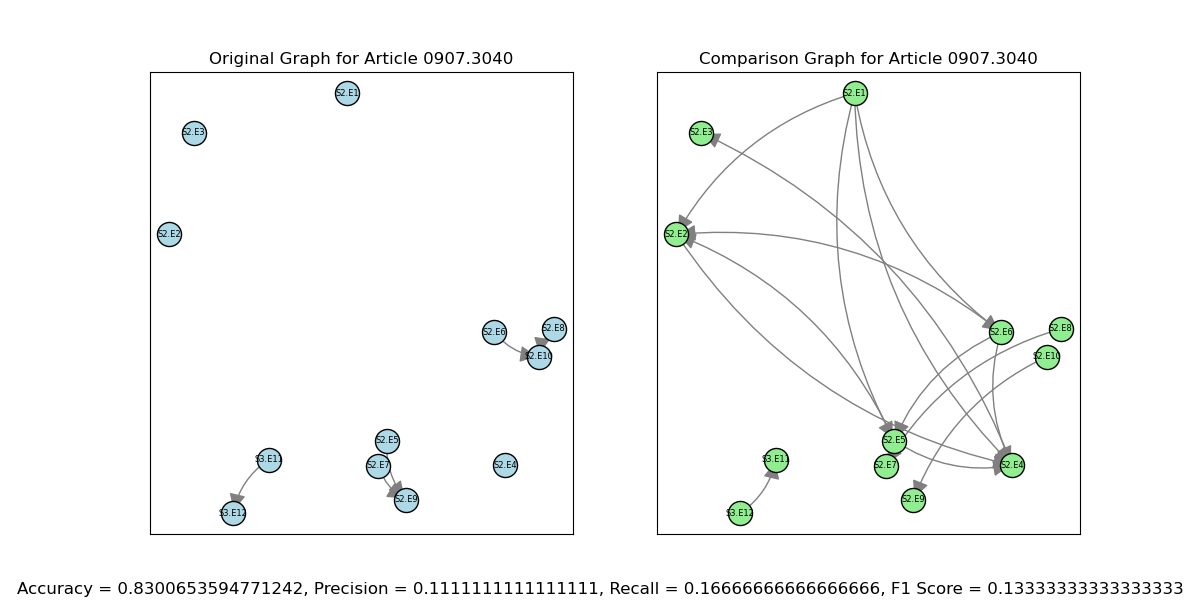 Original Graph for Article 0907.3040
S2.E1
S2.E3
S2.E2
S2.E6
S2.E8
S2.E10
S2.E5
S3.E11
S2.E7
S2.E4
S2.E9
S3.E12
Comparison Graph for Article 0907.3040
S2.E1
S2.E3
S2.E2
S2.E6
S2.E8
S2.E10
S2.E5
S3.E11
S2.E7
S2.E4
S2.E9
S3.E12
Accuracy = 0.8300653594771242, Precision = 0.1111111111111111, Recall = 0.16666666666666666, F1 Score = 0.13333333333333333